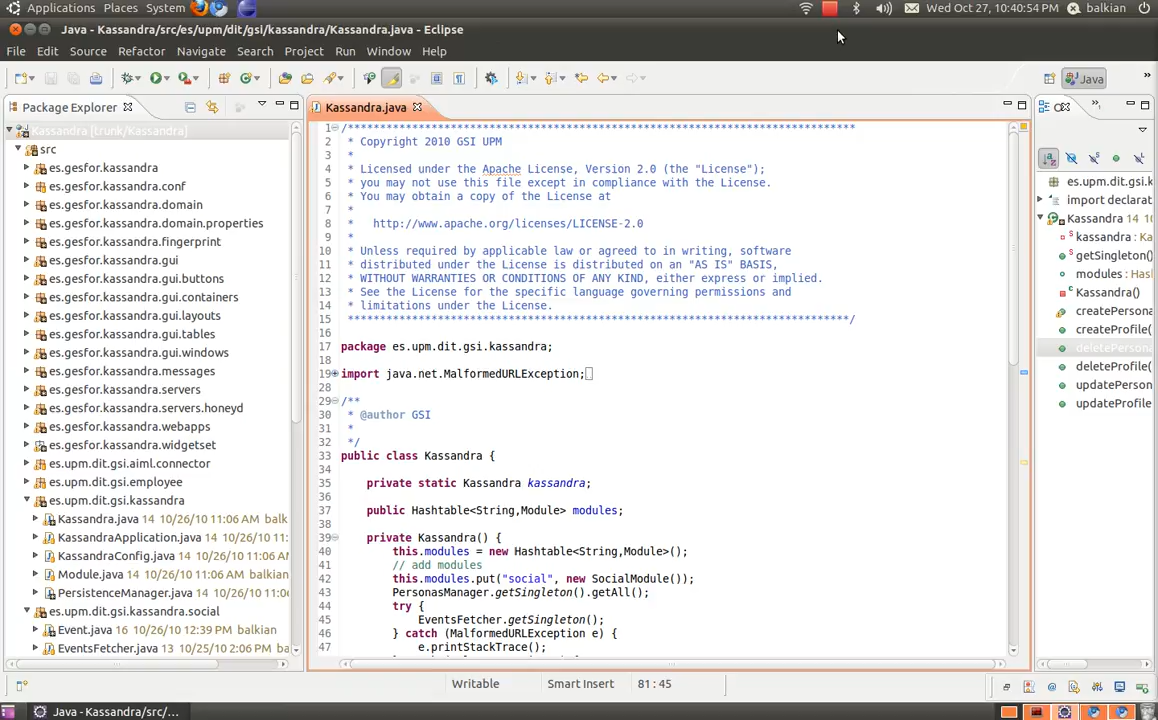 Applications Places System Wed Oct 27, 10:40:54 PM balkian
Java - Kassandra/src/es/upm/dit/gsi/kassandra/Kassandra.java - Eclipse
File Edit Source Refactor Navigate Search Project Run Window Help
Java
Package Explorer
Kassandra [trunk/Kassandra]
src
es.gesfor.kassandra
es.gesfor.kassandra.conf
es.gesfor.kassandra.domain
es.gesfor.kassandra.domain.properties
es.gesfor.kassandra.fingerprint
es.gesfor.kassandra.gui
es.gesfor.kassandra.gui.buttons
es.gesfor.kassandra.gui.containers
es.gesfor.kassandra.gui.layouts
es.gesfor.kassandra.gui.tables
es.gesfor.kassandra.gui.windows
es.gesfor.kassandra.messages
es.gesfor.kassandra.servers
es.gesfor.kassandra.servers.honeyd
es.gesfor.kassandra.webapps
es.gesfor.kassandra.widgetset
es.upm.dit.gsi.aiml.connector
es.upm.dit.gsi.employee
es.upm.dit.gsi.kassandra
Kassandra.java 14 10/26/10 11:06 AM balk
KassandraApplication.java 14 10/26/10 11:
KassandraConfig.java 14 10/26/10 11:06 AM
Module.java 14 10/26/10 11:06 AM balkian
PersistenceManager.java 14 10/26/10 11:06
es.upm.dit.gsi.kassandra.social
Event.java 16 10/26/10 12:39 PM balkian
EventsFetcher.java 13 10/25/10 2:06 PM bal
Kassandra.java
1 /*******************************************************************************
2 * Copyright 2010 GSI UPM
3 *
4 * Licensed under the Apache License, Version 2.0 (the "License");
5 * you may not use this file except in compliance with the License.
6 * You may obtain a copy of the License at
7 *
8 *   http://www.apache.org/licenses/LICENSE-2.0
9 *
10 * Unless required by applicable law or agreed to in writing, software
11 * distributed under the License is distributed on an "AS IS" BASIS,
12 * WITHOUT WARRANTIES OR CONDITIONS OF ANY KIND, either express or implied.
13 * See the License for the specific language governing permissions and
14 * limitations under the License.
15 ******************************************************************************/
16
17 package es.upm.dit.gsi.kassandra;
18
19 import java.net.MalformedURLException;
28
29 /**
30 * @author GSI
31 *
32 */
33 public class Kassandra {
34
35 private static Kassandra kassandra;
36
37 public Hashtable<String,Module> modules;
38
39 private Kassandra() {
40 this.modules = new Hashtable<String,Module>();
41 // add modules
42 this.modules.put("social", new SocialModule());
43 PersonasManager.getSingleton().getAll();
44 try {
45 EventsFetcher.getSingleton();
46 } catch (MalformedURLException e) {
47 e.printStackTrace();
es.upm.dit.gsi.k
import declarat
Kassandra 14
kassandra : Ka
getSingleton()
modules : Hash
Kassandra()
createPersona
createProfile(
deletePersona
deleteProfile(
updatePerson
updateProfile
Writable Smart Insert 81 : 45
Java - Kassandra/src/...